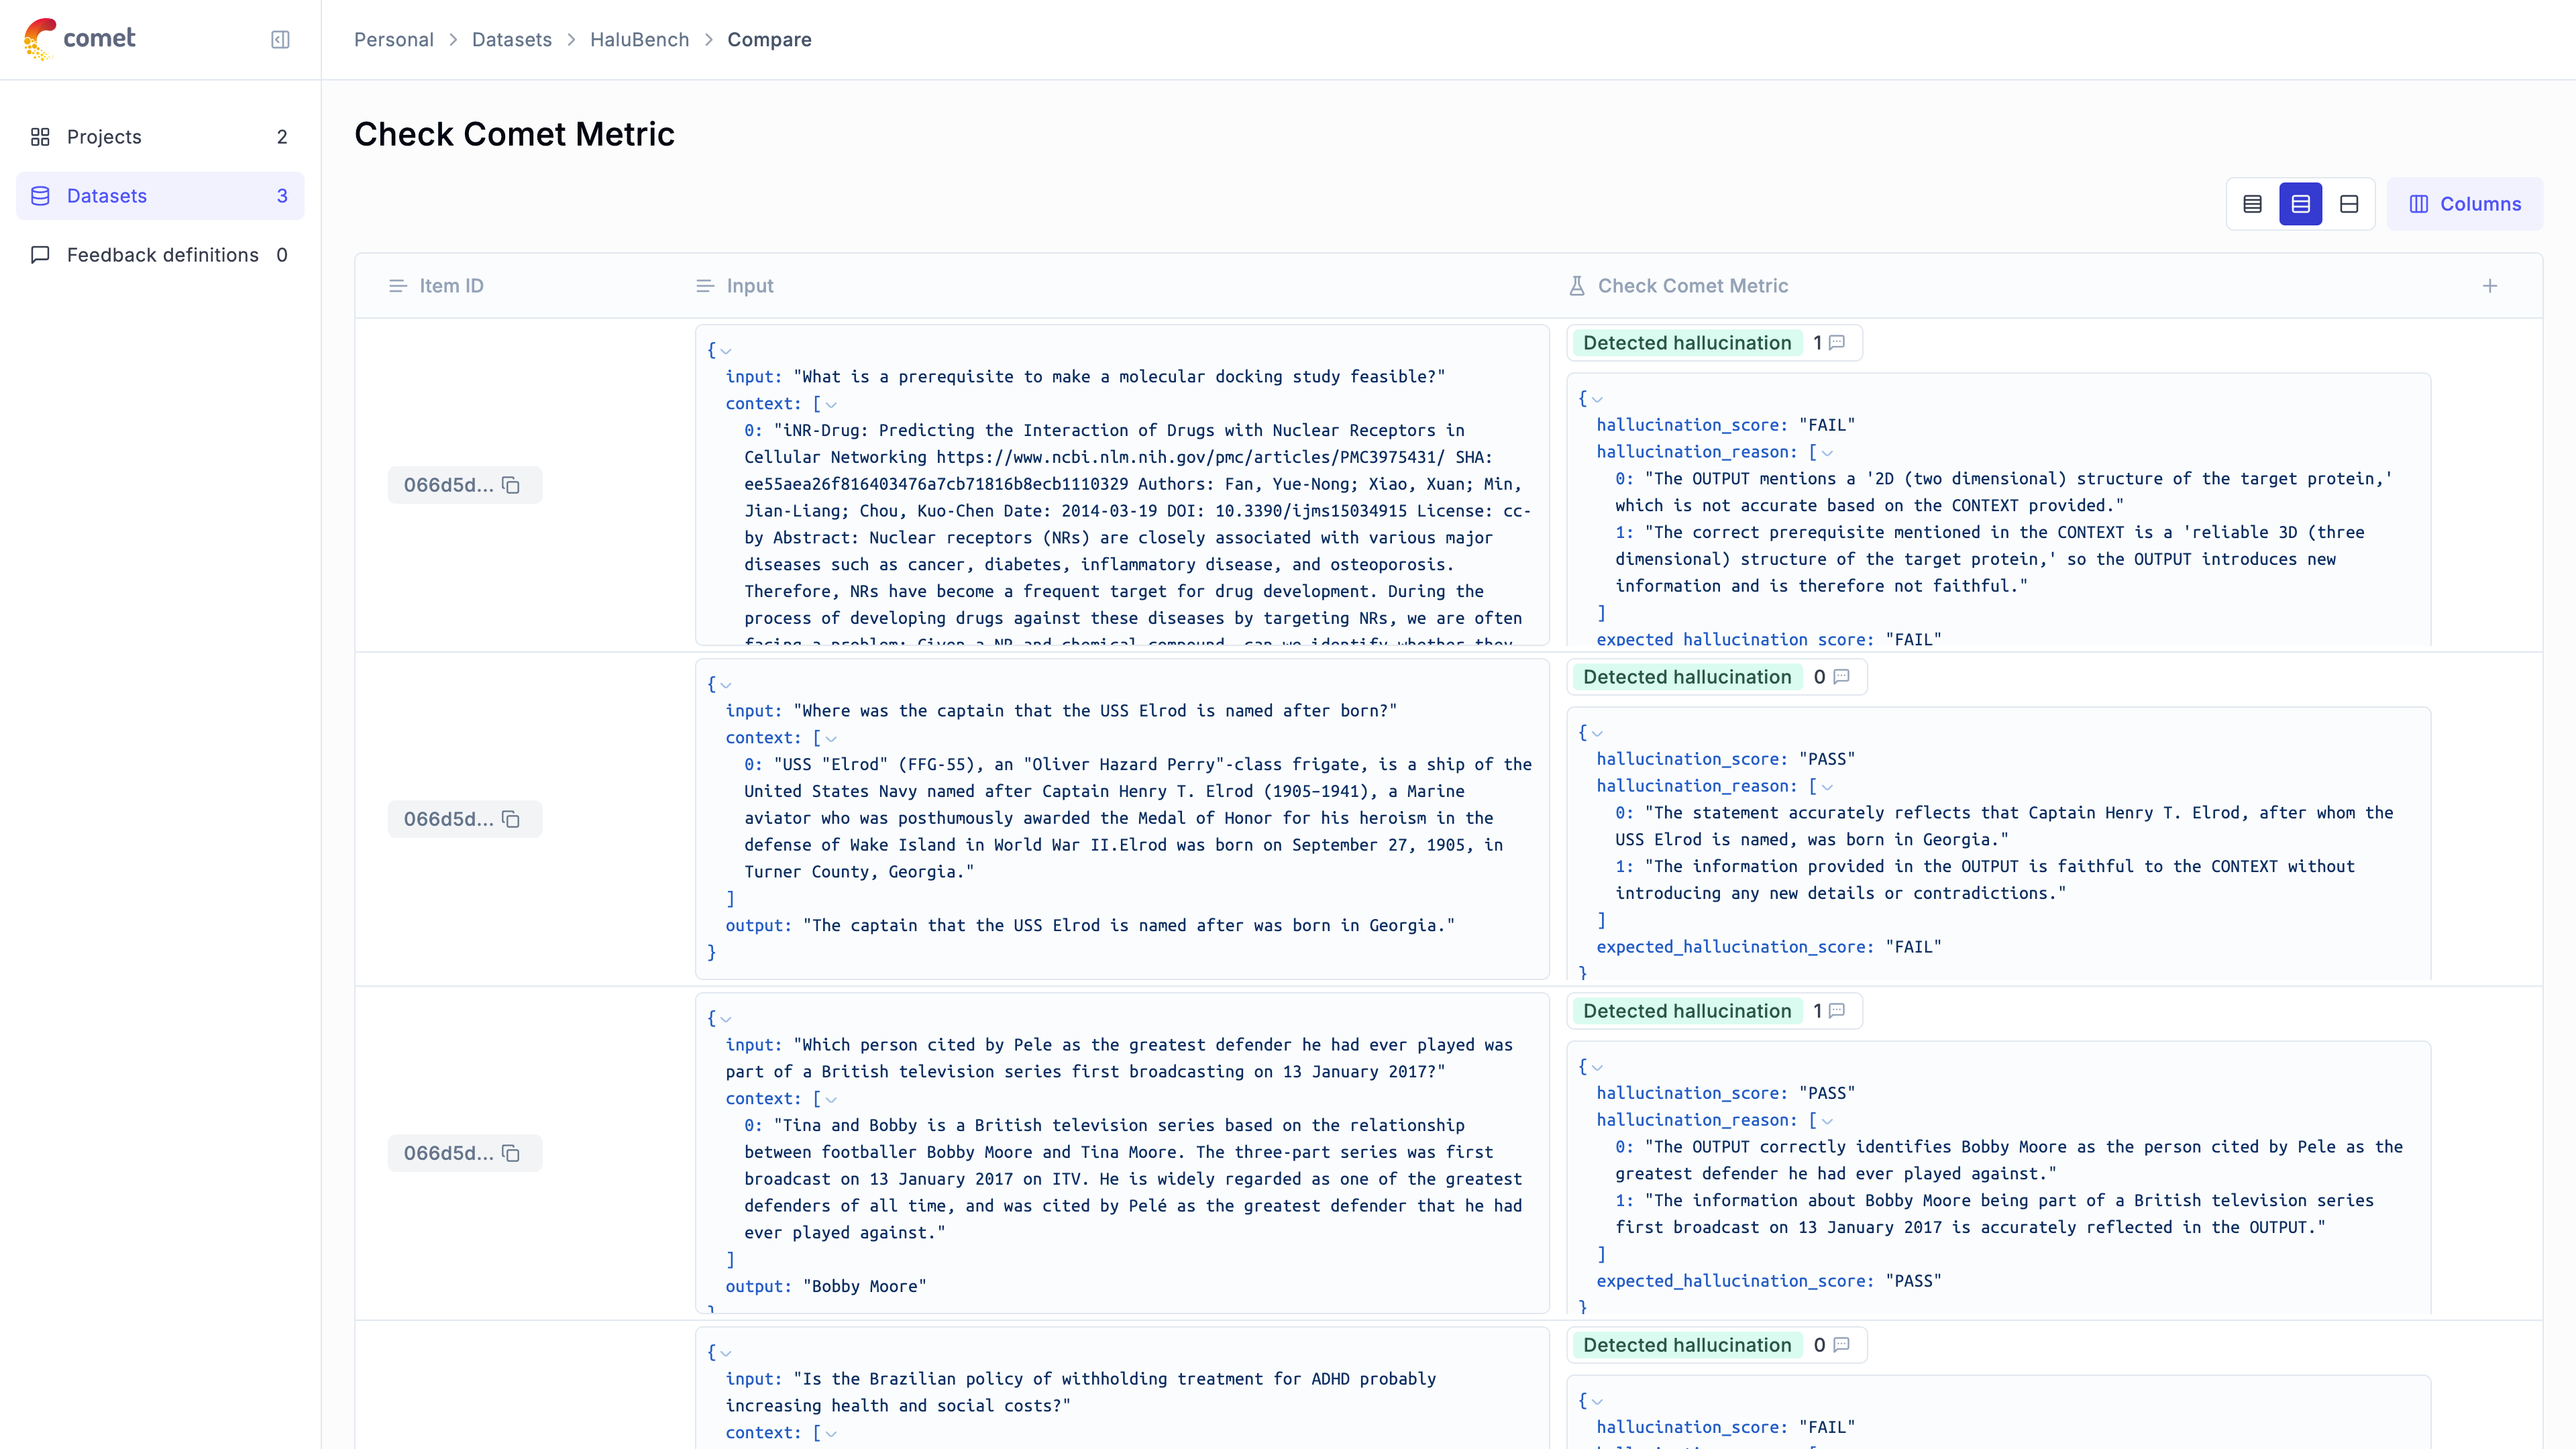 comet
Personal > Datasets > HaluBench > Compare
Projects 2
Datasets 3
Feedback definitions 0
Check Comet Metric
Columns
Item ID
Input
Check Comet Metric
066d5d...
{
input: "What is a prerequisite to make a molecular docking study feasible?"
context: [
0: "iNR-Drug: Predicting the Interaction of Drugs with Nuclear Receptors in
Cellular Networking https://www.ncbi.nlm.nih.gov/pmc/articles/PMC3975431/ SHA:
ee55aea26f816403476a7cb71816b8ecb1110329 Authors: Fan, Yue-Nong; Xiao, Xuan; Min,
Jian-Liang; Chou, Kuo-Chen Date: 2014-03-19 DOI: 10.3390/ijms15034915 License: cc-
by Abstract: Nuclear receptors (NRs) are closely associated with various major
diseases such as cancer, diabetes, inflammatory disease, and osteoporosis.
Therefore, NRs have become a frequent target for drug development. During the
process of developing drugs against these diseases by targeting NRs, we are often
facing a problem: Given a NR and chemical compound, can we identify whether they
Detected hallucination 1
{
hallucination_score: "FAIL"
hallucination_reason: [
0: "The OUTPUT mentions a '2D (two dimensional) structure of the target protein,'
which is not accurate based on the CONTEXT provided."
1: "The correct prerequisite mentioned in the CONTEXT is a 'reliable 3D (three
dimensional) structure of the target protein,' so the OUTPUT introduces new
information and is therefore not faithful."
]
expected_hallucination_score: "FAIL"
066d5d...
{
input: "Where was the captain that the USS Elrod is named after born?"
context: [
0: "USS "Elrod" (FFG-55), an "Oliver Hazard Perry"-class frigate, is a ship of the
United States Navy named after Captain Henry T. Elrod (1905–1941), a Marine
aviator who was posthumously awarded the Medal of Honor for his heroism in the
defense of Wake Island in World War II.Elrod was born on September 27, 1905, in
Turner County, Georgia."
]
output: "The captain that the USS Elrod is named after was born in Georgia."
}
Detected hallucination 0
{
hallucination_score: "PASS"
hallucination_reason: [
0: "The statement accurately reflects that Captain Henry T. Elrod, after whom the
USS Elrod is named, was born in Georgia."
1: "The information provided in the OUTPUT is faithful to the CONTEXT without
introducing any new details or contradictions."
]
expected_hallucination_score: "FAIL"
}
066d5d...
{
input: "Which person cited by Pele as the greatest defender he had ever played was
part of a British television series first broadcasting on 13 January 2017?"
context: [
0: "Tina and Bobby is a British television series based on the relationship
between footballer Bobby Moore and Tina Moore. The three-part series was first
broadcast on 13 January 2017 on ITV. He is widely regarded as one of the greatest
defenders of all time, and was cited by Pelé as the greatest defender that he had
ever played against."
]
output: "Bobby Moore"
}
Detected hallucination 1
{
hallucination_score: "PASS"
hallucination_reason: [
0: "The OUTPUT correctly identifies Bobby Moore as the person cited by Pele as the
greatest defender he had ever played against."
1: "The information about Bobby Moore being part of a British television series
first broadcast on 13 January 2017 is accurately reflected in the OUTPUT."
]
expected_hallucination_score: "PASS"
}
{
input: "Is the Brazilian policy of withholding treatment for ADHD probably
increasing health and social costs?"
context: [
Detected hallucination 0
{
hallucination_score: "FAIL"